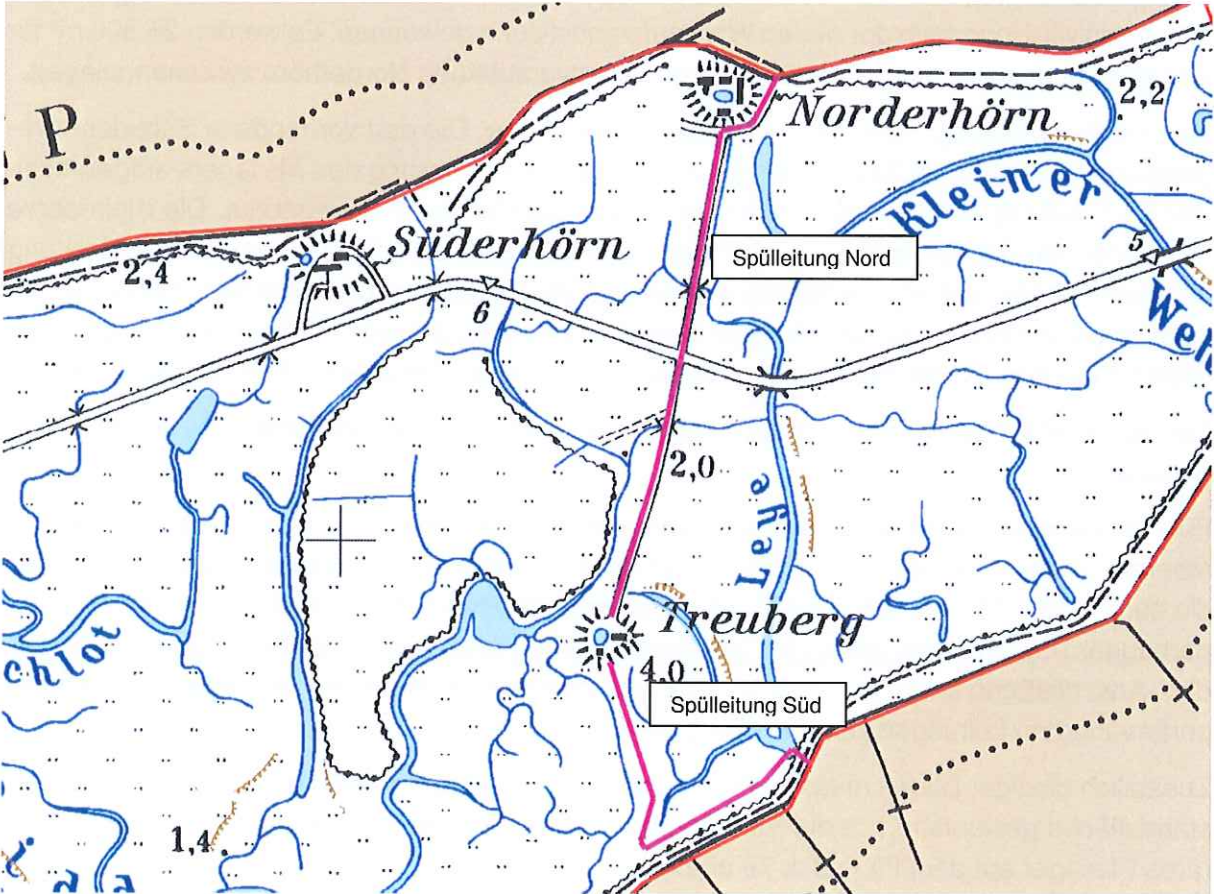 P
2,2
Norderhörn
Kleiner
Süderhörn
Spülleitung Nord
5
2,4
6
Weh
2,0
Leye
Treuberg
chlot
4,0
Spülleitung Süd
1,4